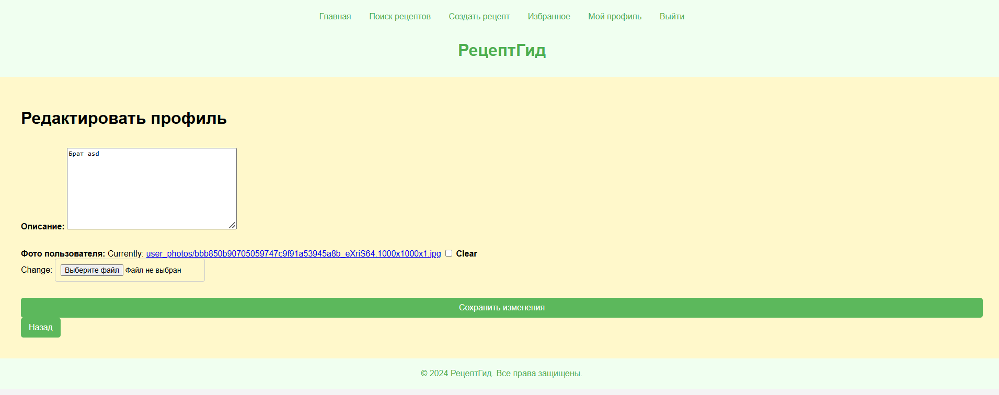 Главная Поиск рецептов Создать рецепт Избранное Мой профиль Выйти
РецептГид
Редактировать профиль
Брат asd
Описание:
Фото пользователя: Currently: user_photos/bbb850b90705059747c9f91a53945a8b_eXriS64.1000x1000x1.jpg Clear
Change: Выберите файл Файл не выбран
Сохранить изменения
Назад
© 2024 РецептГид. Все права защищены.